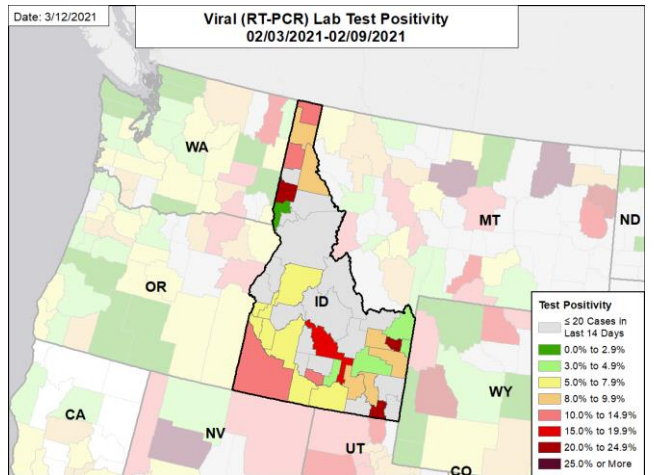 Date: 3/12/2021
Viral (RT-PCR) Lab Test Positivity
02/03/2021-02/09/2021
WA
MT
ND
OR
ID
WY
CA
NV
UT
CO
Test Positivity
≤ 20 Cases in
Last 14 Days
0.0% to 2.9%
3.0% to 4.9%
5.0% to 7.9%
8.0% to 9.9%
10.0% to 14.9%
15.0% to 19.9%
20.0% to 24.9%
25.0% or More